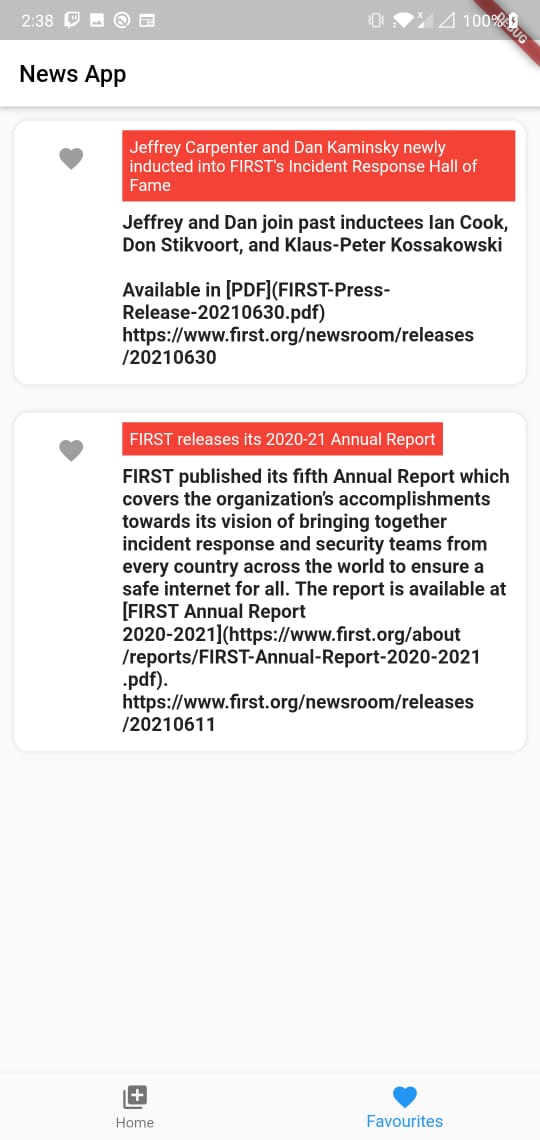 2:38
100%
DEBUG
News App
Jeffrey Carpenter and Dan Kaminsky newly
inducted into FIRST's Incident Response Hall of
Fame
Jeffrey and Dan join past inductees Ian Cook,
Don Stikvoort, and Klaus-Peter Kossakowski
Available in [PDF](FIRST-Press-
Release-20210630.pdf)
https://www.first.org/newsroom/releases
/20210630
FIRST releases its 2020-21 Annual Report
FIRST published its fifth Annual Report which
covers the organization’s accomplishments
towards its vision of bringing together
incident response and security teams from
every country across the world to ensure a
safe internet for all. The report is available at
[FIRST Annual Report
2020-2021](https://www.first.org/about
/reports/FIRST-Annual-Report-2020-2021
.pdf).
https://www.first.org/newsroom/releases
/20210611
Home
Favourites